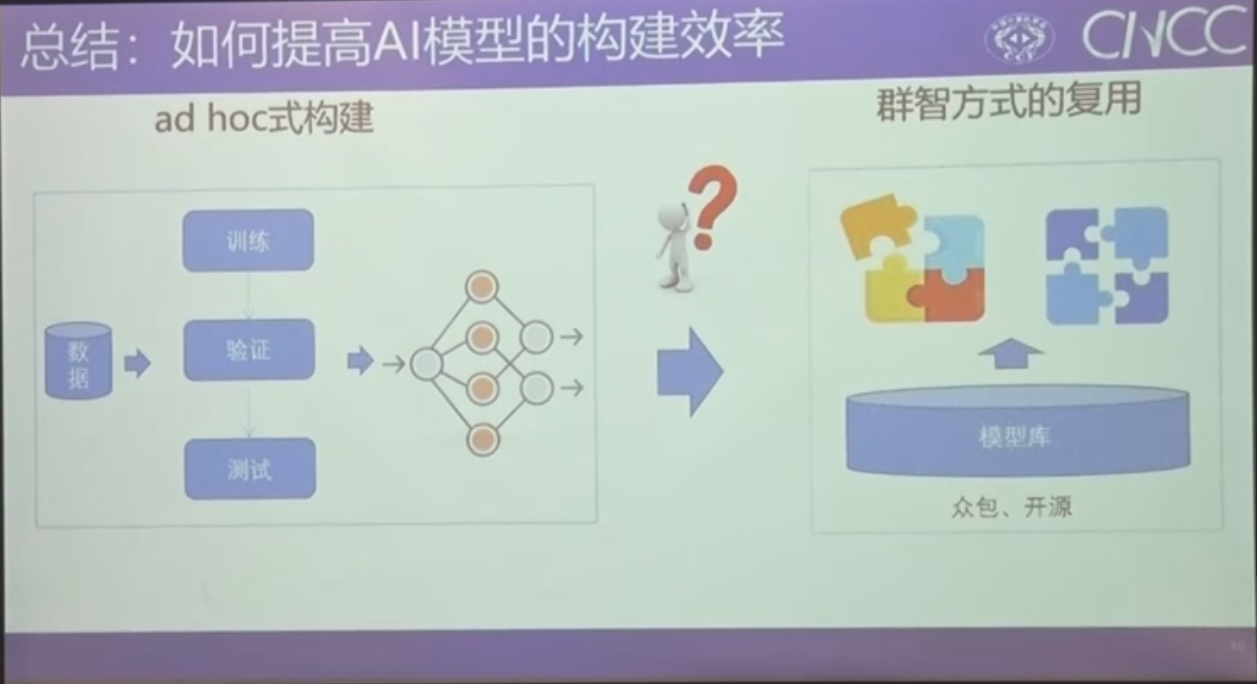 总结：如何提高AI模型的构建效率
CNCC
CCF
ad hoc式构建
群智方式的复用
训练
数
据
验证
测试
模型库
众包、开源